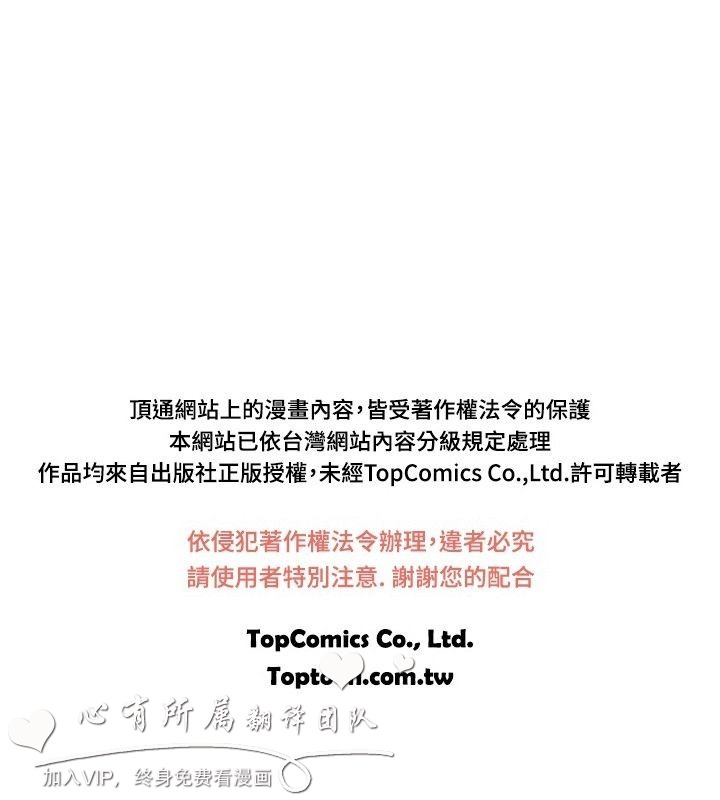 頂通網站上的漫畫內容，皆受著作權法令的保護
本網站已依台灣網站內容分級規定處理
作品均來自出版社正版授權，未經TopComics Co.,Ltd.許可轉載者
依侵犯著作權法令辦理，違者必究
請使用者特別注意. 謝謝您的配合
TopComics Co., Ltd.
Toptoon.com.tw
心有所属翻译团队
加入VIP，终身免费看漫画